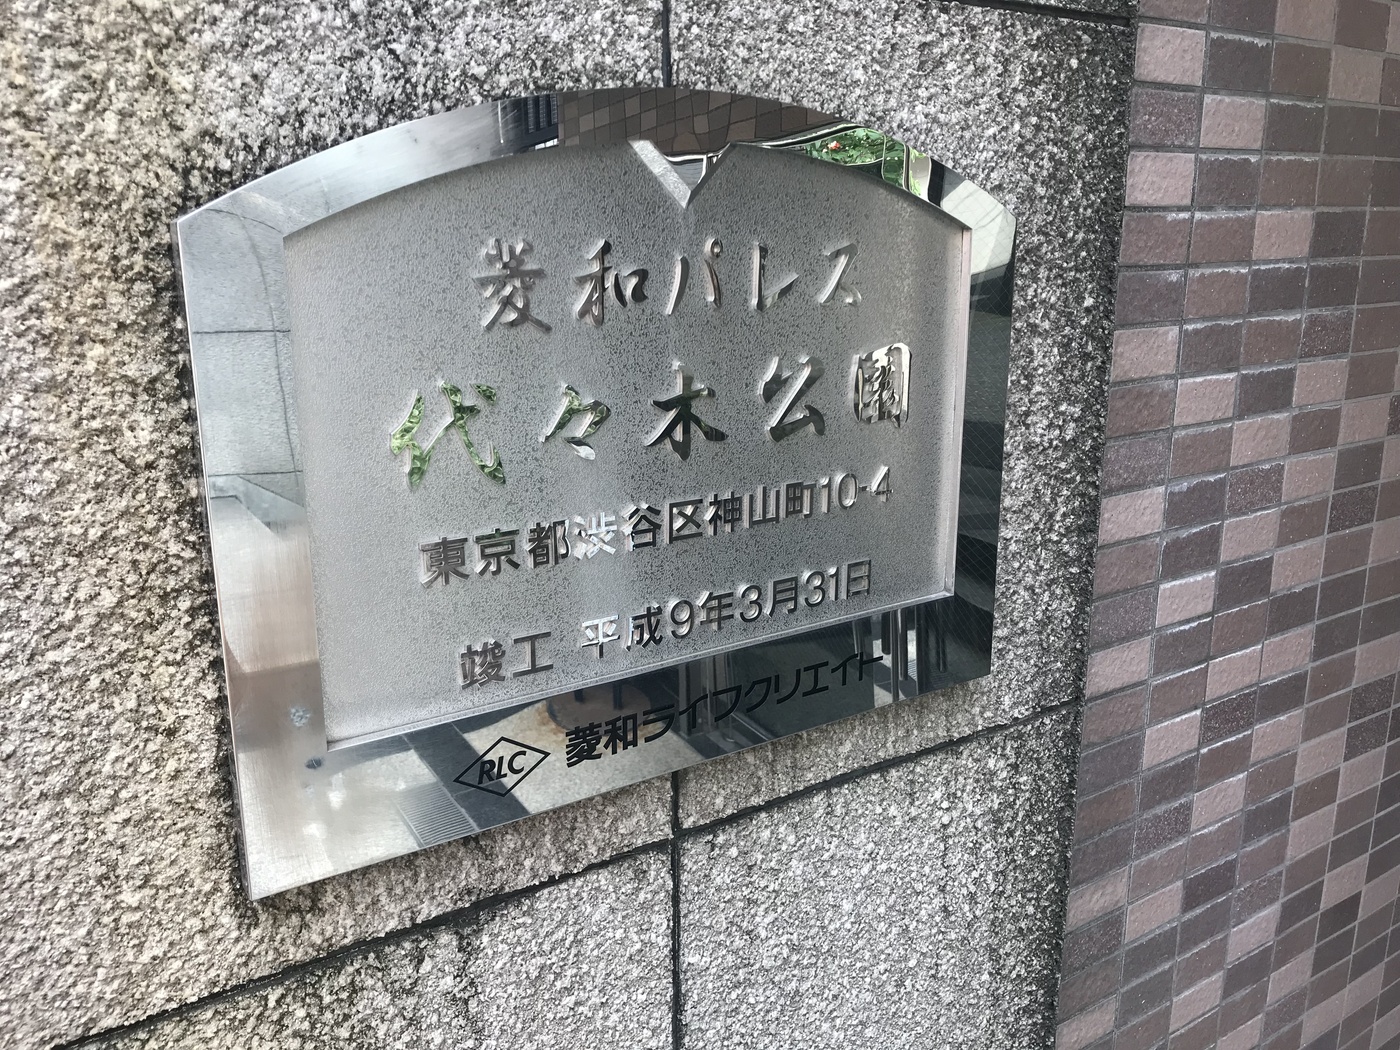 菱和パレス
代々木公園
東京都渋谷区神山町10-4
竣工 平成9年3月31日
RLC 菱和ライフクリエイト